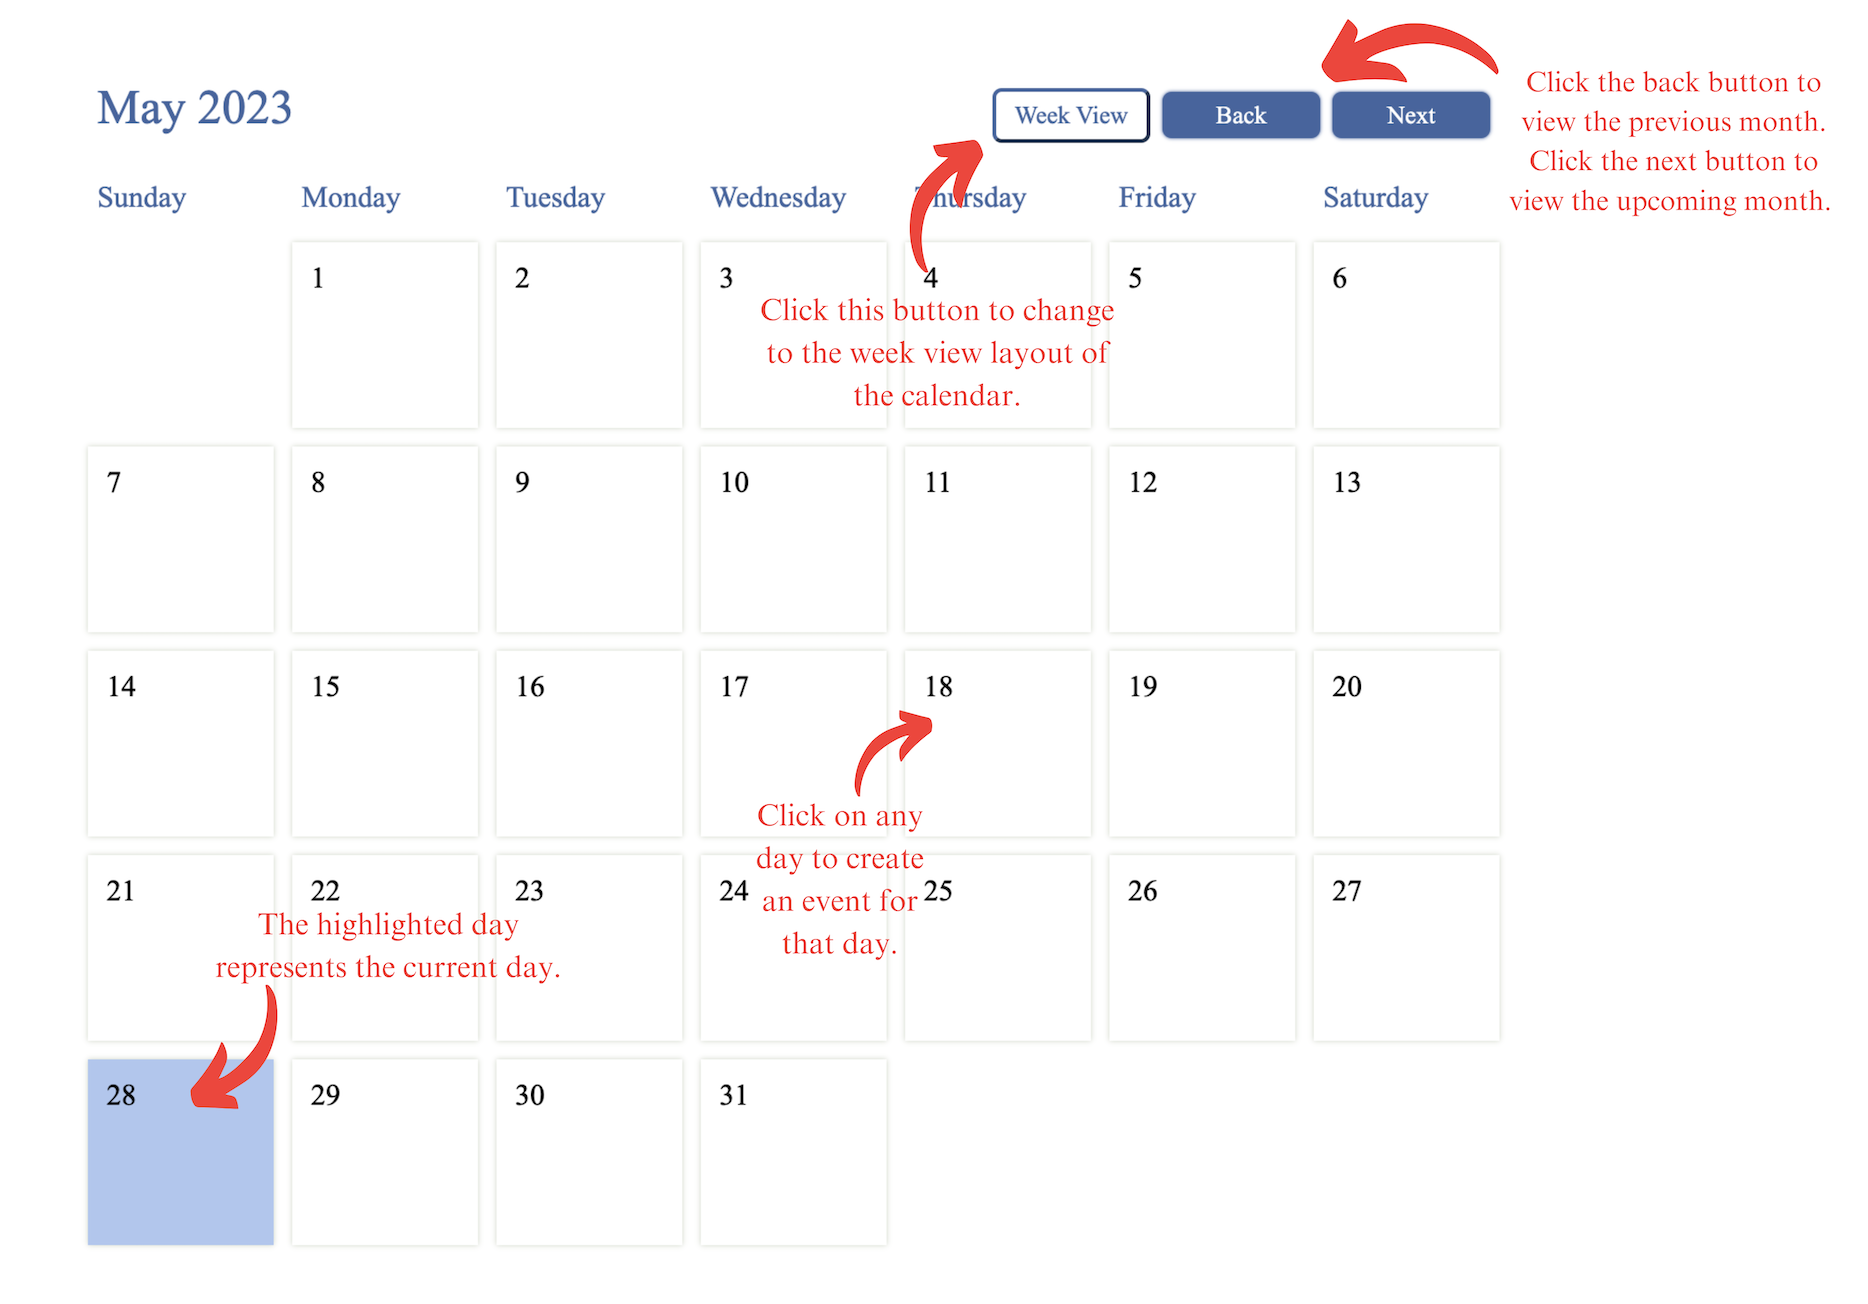 May 2023
Week View
Back
Next
Click the back button to
view the previous month.
Click the next button to
view the upcoming month.
Sunday
Monday
Tuesday
Wednesday
Thursday
Friday
Saturday
1
2
3
4
5
6
Click this button to change
to the week view layout of
the calendar.
7
8
9
10
11
12
13
14
15
16
17
18
19
20
Click on any
day to create
an event for
that day.
21
22
23
24
25
26
27
The highlighted day
represents the current day.
28
29
30
31